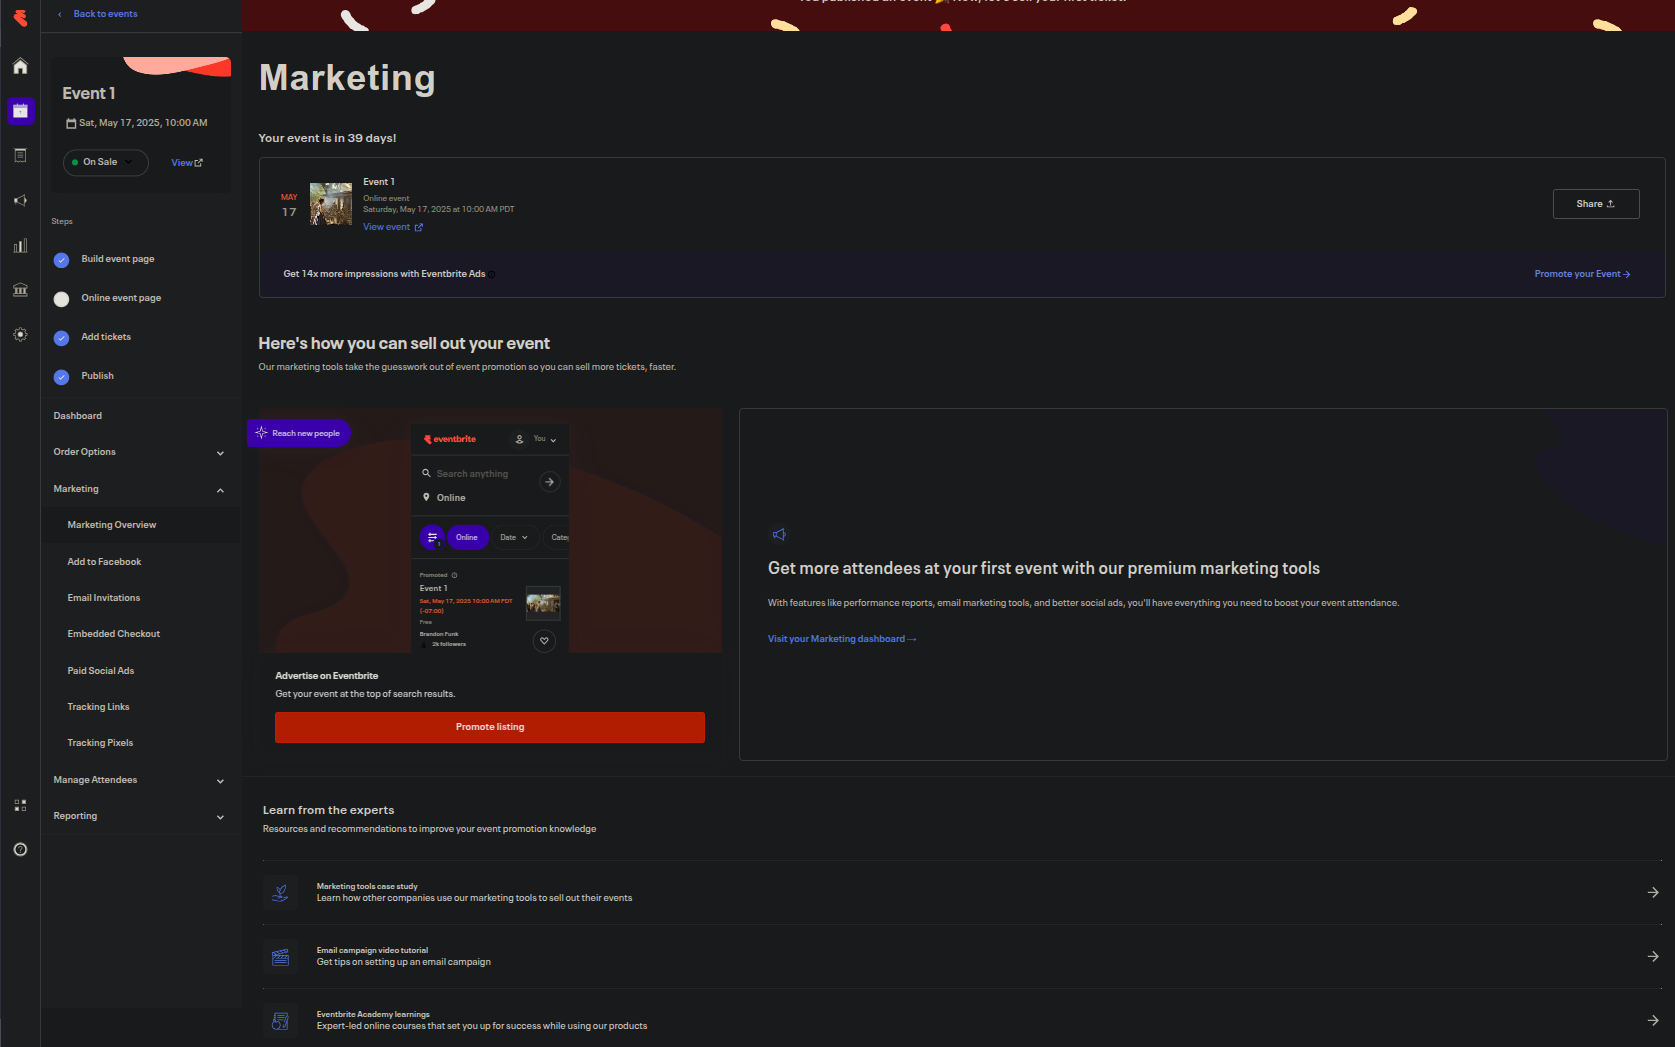 Back to events
Event 1
Sat, May 17, 2025, 10:00 AM
On Sale
View
Steps
Build event page
Online event page
Add tickets
Publish
Dashboard
Order Options
Marketing
Marketing Overview
Add to Facebook
Email Invitations
Embedded Checkout
Paid Social Ads
Tracking Links
Tracking Pixels
Manage Attendees
Reporting
Marketing
Your event is in 39 days!
MAY
17
Event 1
Online event
Saturday, May 17, 2025 at 10:00 AM PDT
View event
Share
Get 14x more impressions with Eventbrite Ads
Promote your Event
Here's how you can sell out your event
Our marketing tools take the guesswork out of event promotion so you can sell more tickets, faster.
Reach new people
eventbrite
You
Search anything
Online
1
Online
Date
Cate
Promoted
Event 1
Sat, May 17, 2025 10:00 AM PDT
(-07:00)
Free
Brandon Funk
2k followers
Advertise on Eventbrite
Get your event at the top of search results.
Promote listing
Get more attendees at your first event with our premium marketing tools
With features like performance reports, email marketing tools, and better social ads, you'll have everything you need to boost your event attendance.
Visit your Marketing dashboard→
Learn from the experts
Resources and recommendations to improve your event promotion knowledge
Marketing tools case study
Learn how other companies use our marketing tools to sell out their events
Email campaign video tutorial
Get tips on setting up an email campaign
Eventbrite Academy learnings
Expert-led online courses that set you up for success while using our products